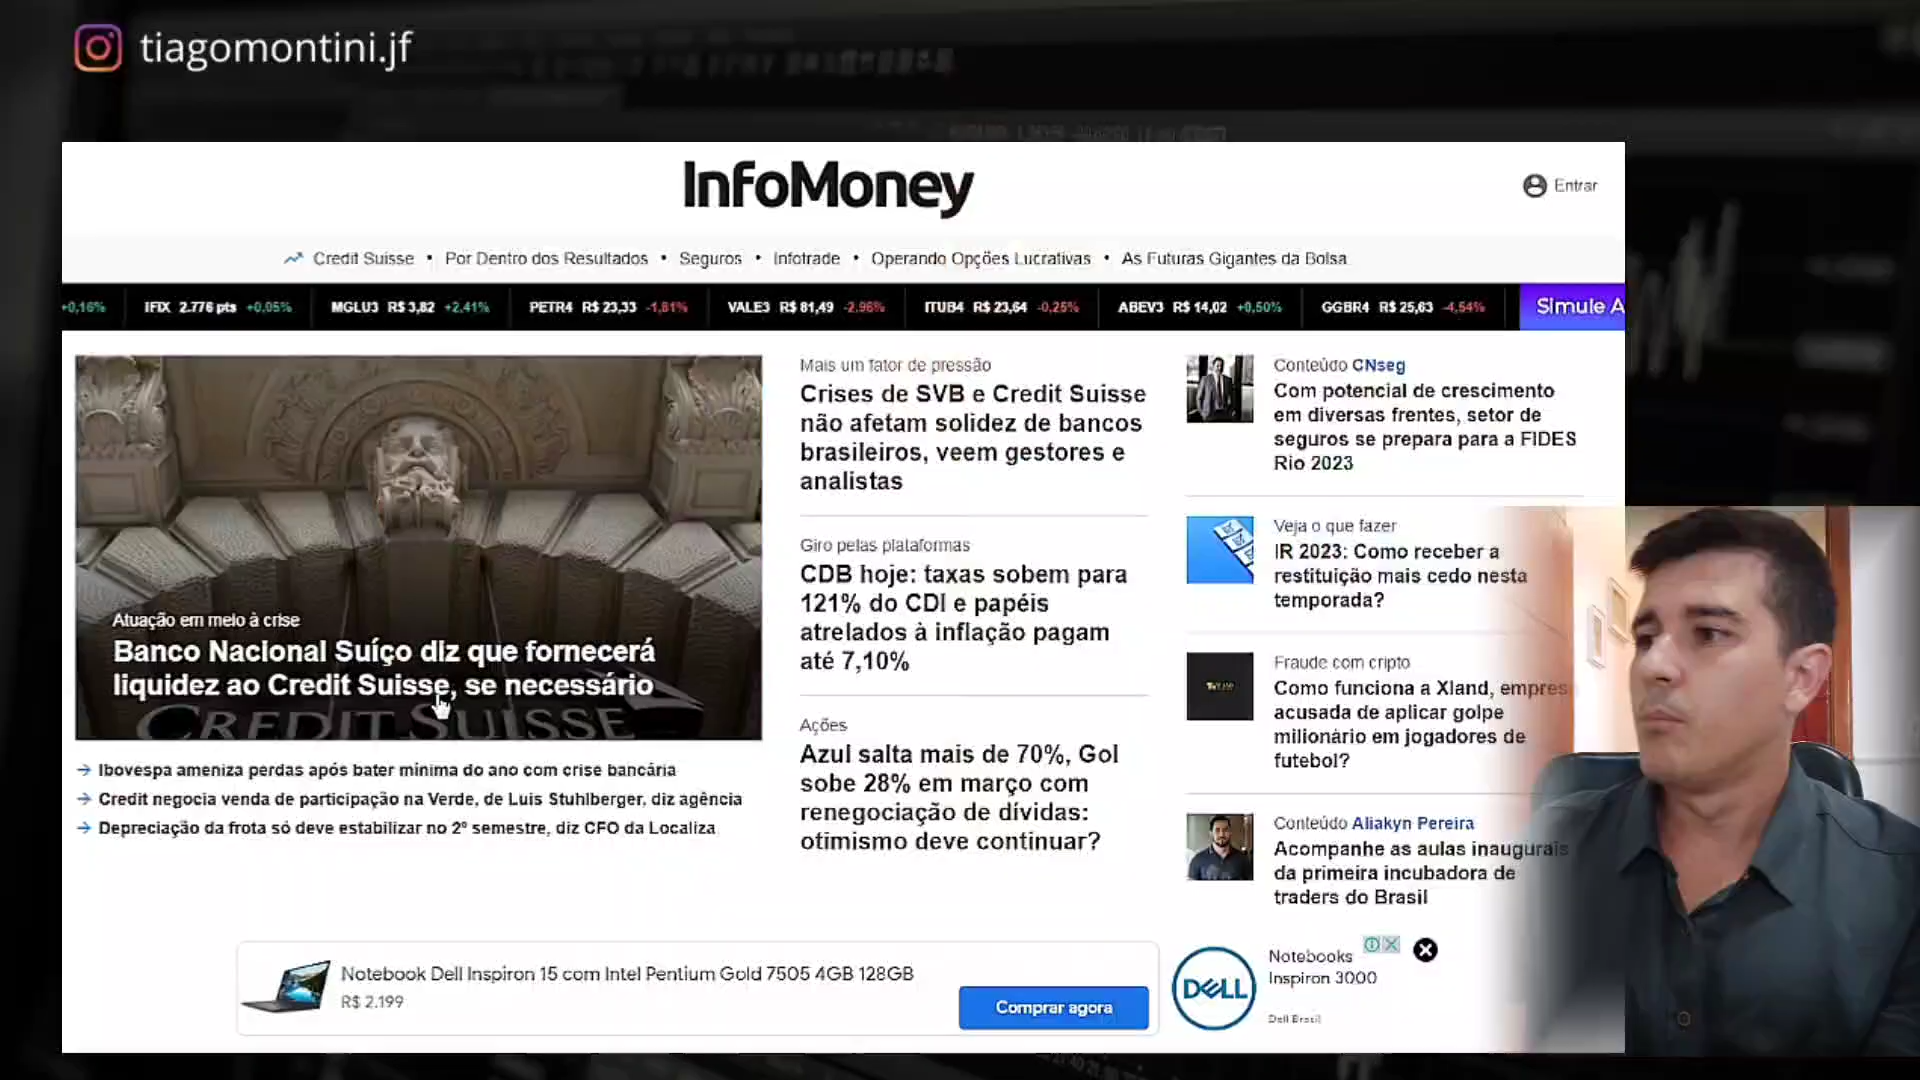 tiagomontini.jf
InfoMoney
Entrar
Credit Suisse • Por Dentro dos Resultados • Seguros • Infotrade • Operando Opções Lucrativas • As Futuras Gigantes da Bolsa
+0,16% IFIX 2.776 pts +0,05% MGLU3 R$ 3,82 +2,41% PETR4 R$ 23,33 -1,81% VALE3 R$ 81,49 -2,96% ITUB4 R$ 23,64 -0,25% ABEV3 R$ 14,02 +0,50% GGBR4 R$ 25,63 -4,54% Simule A
Atuação em meio à crise
Banco Nacional Suíço diz que fornecerá
liquidez ao Credit Suisse, se necessário
CREDIT SUISSE
→ Ibovespa ameniza perdas após bater mínima do ano com crise bancária
→ Credit negocia venda de participação na Verde, de Luis Stuhlberger, diz agência
→ Depreciação da frota só deve estabilizar no 2º semestre, diz CFO da Localiza
Mais um fator de pressão
Crises de SVB e Credit Suisse
não afetam solidez de bancos
brasileiros, veem gestores e
analistas
Giro pelas plataformas
CDB hoje: taxas sobem para
121% do CDI e papéis
atrelados à inflação pagam
até 7,10%
Ações
Azul salta mais de 70%, Gol
sobe 28% em março com
renegociação de dívidas:
otimismo deve continuar?
Conteúdo CNseg
Com potencial de crescimento
em diversas frentes, setor de
seguros se prepara para a FIDES
Rio 2023
Veja o que fazer
IR 2023: Como receber a
restituição mais cedo nesta
temporada?
Fraude com cripto
Como funciona a Xland, empres
acusada de aplicar golpe
milionário em jogadores de
futebol?
Conteúdo Aliakyn Pereira
Acompanhe as aulas inaugurais
da primeira incubadora de
traders do Brasil
Notebook Dell Inspiron 15 com Intel Pentium Gold 7505 4GB 128GB
R$ 2.199
Comprar agora
DELL
Notebooks
Inspiron 3000
Dell Brasil